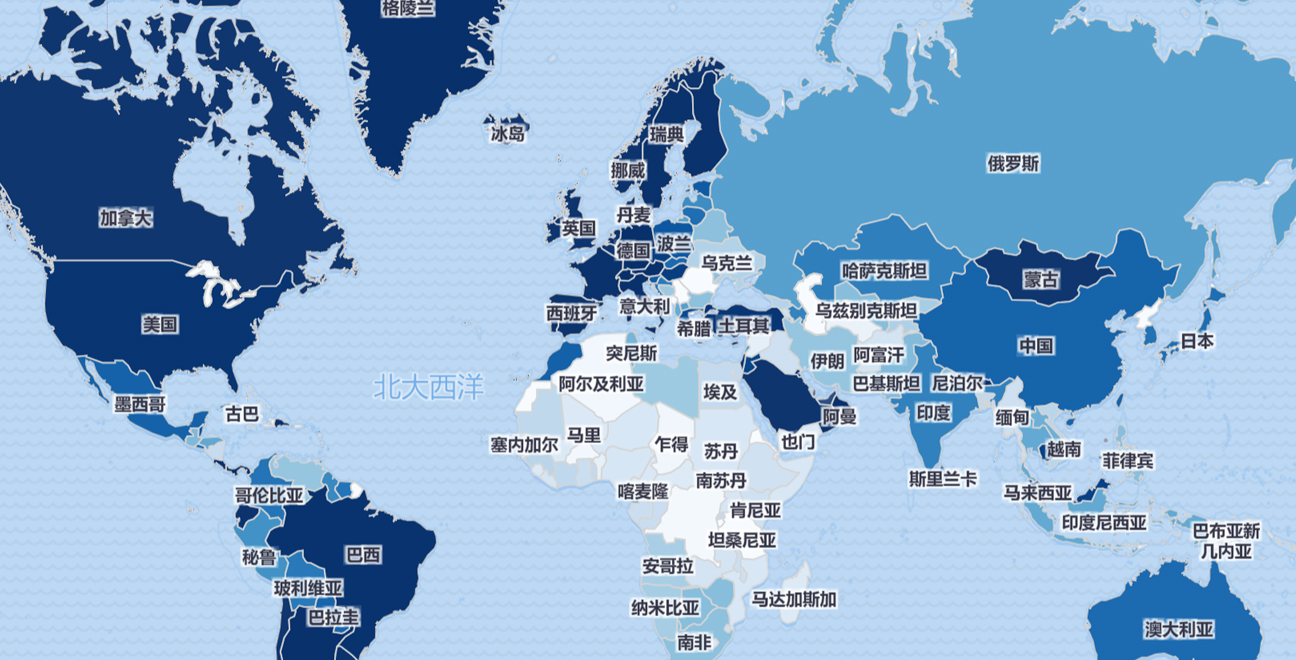 格陵兰
冰岛
瑞典
俄罗斯
挪威
加拿大
丹麦
英国
波兰
德国
乌克兰
哈萨克斯坦
蒙古
意大利
西班牙
乌兹别克斯坦
美国
希腊
土耳其
日本
中国
突尼斯
阿富汗
伊朗
阿尔及利亚
巴基斯坦
尼泊尔
北大西洋
埃及
墨西哥
古巴
印度
阿曼
缅甸
马里
也门
塞内加尔
乍得
苏丹
越南
菲律宾
南苏丹
斯里兰卡
喀麦隆
马来西亚
哥伦比亚
肯尼亚
印度尼西亚
巴布亚新
几内亚
坦桑尼亚
巴西
秘鲁
安哥拉
玻利维亚
马达加斯加
纳米比亚
巴拉圭
澳大利亚
南非